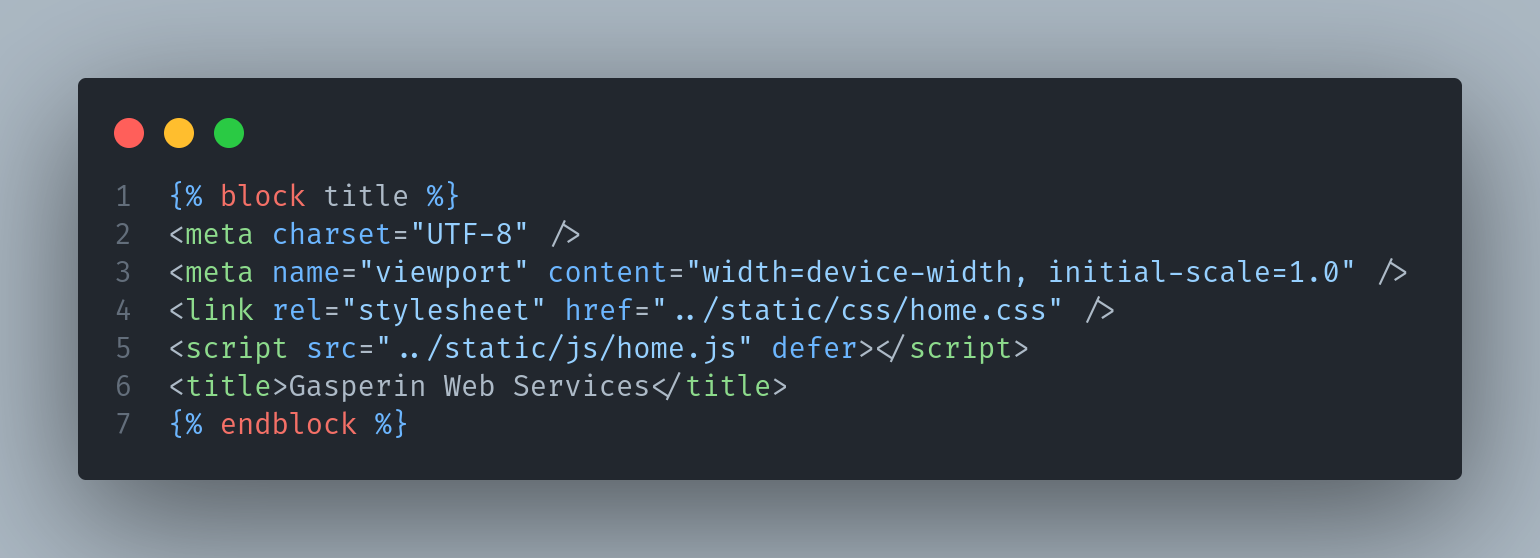 1 {% block title %}
2 <meta charset="UTF-8" />
3 <meta name="viewport" content="width=device-width, initial-scale=1.0" />
4 <link rel="stylesheet" href="../static/css/home.css" />
5 <script src="../static/js/home.js" defer></script>
6 <title>Gasperin Web Services</title>
7 {% endblock %}